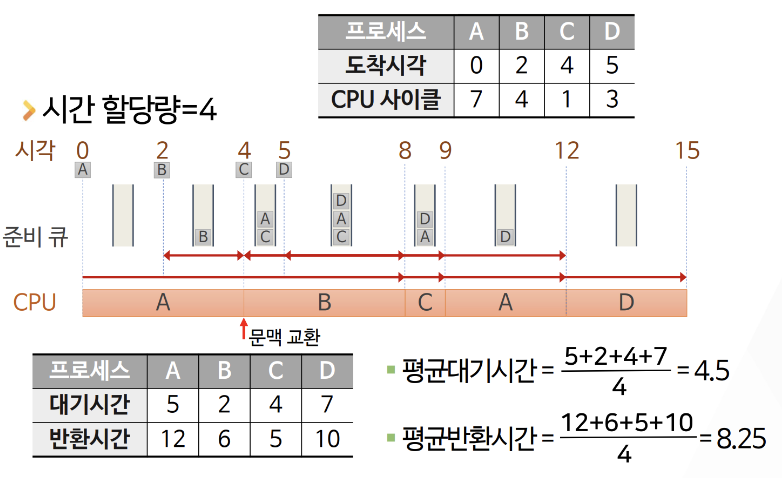 프로세스 A B C D
도착시각 0 2 4 5
CPU 사이클 7 4 1 3
시간 할당량=4
시각 0 2 4 5 8 9 12 15
A B C D
D
A A D
준비 큐 B C C A D
CPU A B C A D
문맥 교환
프로세스 A B C D
대기시간 5 2 4 7
반환시간 12 6 5 10
평균대기시간 = 5+2+4+7 / 4 = 4.5
평균반환시간 = 12+6+5+10 / 4 = 8.25